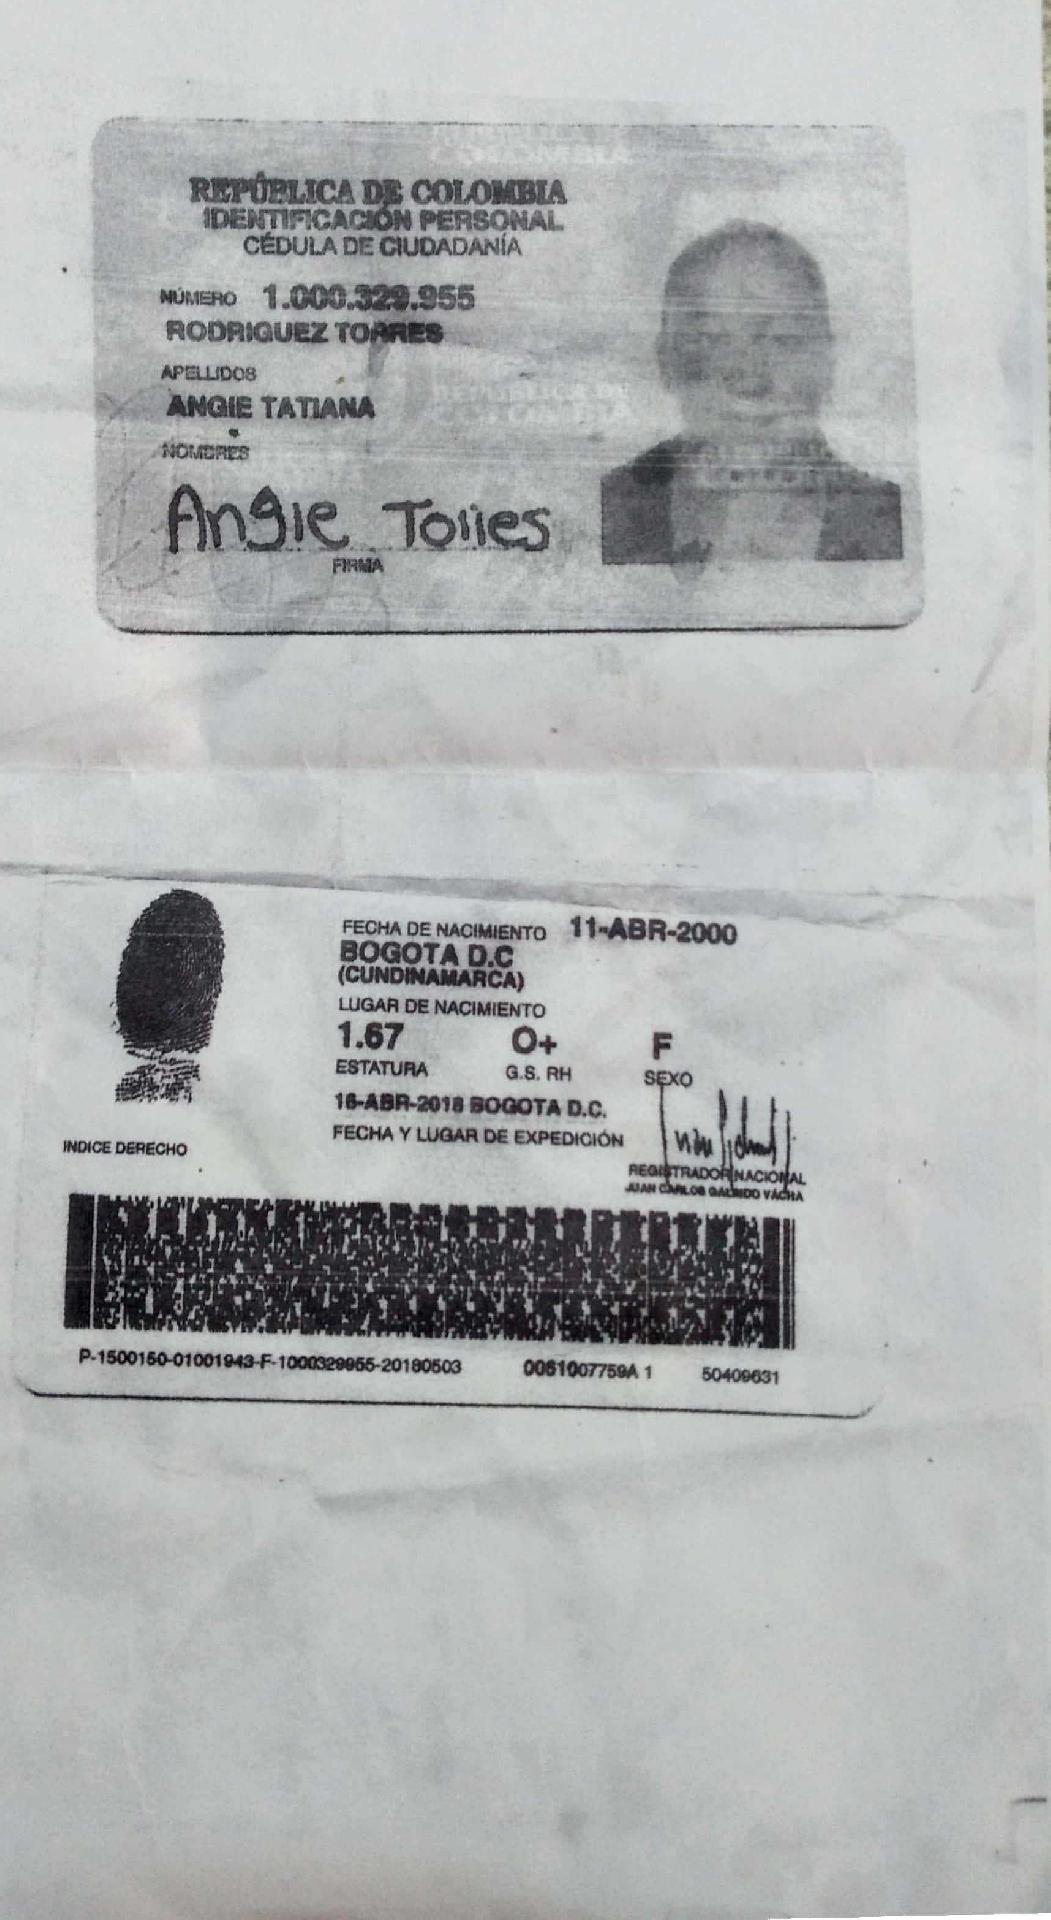 REPÚBLICA DE COLOMBIA
IDENTIFICACIÓN PERSONAL
CÉDULA DE CIUDADANÍA
NÚMERO 1.000.329.955
RODRIGUEZ TORRES
APELLIDOS
ANGIE TATIANA
NOMBRES
Angie Torres
FIRMA
FECHA DE NACIMIENTO 11-ABR-2000
BOGOTA D.C
(CUNDINAMARCA)
LUGAR DE NACIMIENTO
1.67 O+ F
ESTATURA G.S. RH SEXO
16-ABR-2018 BOGOTA D.C.
FECHA Y LUGAR DE EXPEDICIÓN
INDICE DERECHO
REGISTRADOR NACIONAL
JUAN CARLOS GALINDO VACHA
P-1500150-01001943-F-1000329955-20180503 0061007759A 1 50409631